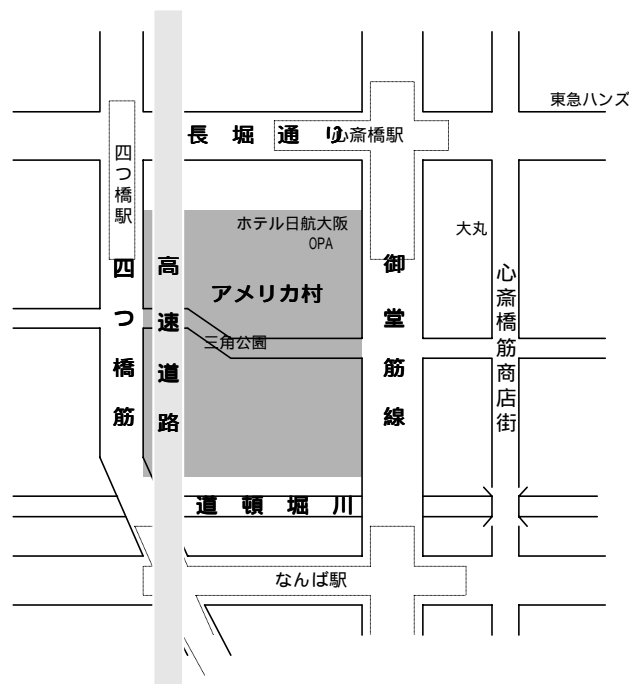 東急ハンズ
長堀通り
心斎橋駅
四つ橋駅
ホテル日航大阪
OPA
大丸
四つ橋筋
高速道路
アメリカ村
御堂筋線
心斎橋筋商店街
三角公園
道頓堀川
なんば駅